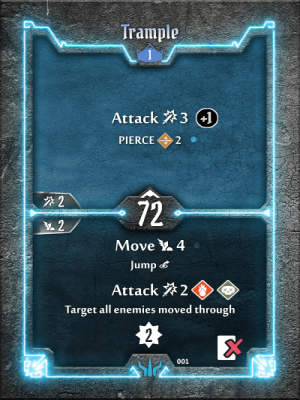 Trample
1
Attack 3 +1
PIERCE 2
2
2
72
Move 4
Jump
Attack 2
Target all enemies moved through
2
001